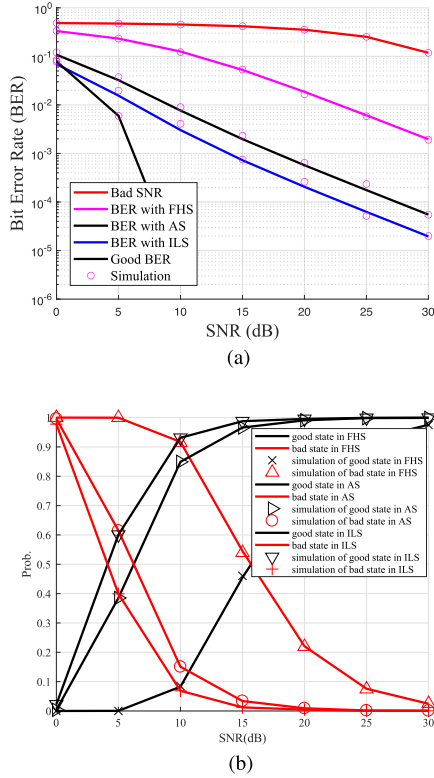 10^0
10^-1
10^-2
10^-3
10^-4
10^-5
10^-6
Bit Error Rate (BER)
Bad SNR
BER with FHS
BER with AS
BER with ILS
Good BER
Simulation
0 5 10 15 20 25 30
SNR (dB)
(a)
1
0.9
0.8
0.7
0.6
0.5
0.4
0.3
0.2
0.1
0
Prob.
good state in FHS
bad state in FHS
simulation of good state in FHS
simulation of bad state in FHS
good state in AS
bad state in AS
simulation of good state in AS
simulation of bad state in AS
good state in ILS
bad state in ILS
simulation of good state in ILS
simulation of bad state in ILS
0 5 10 15 20 25 30
SNR(dB)
(b)